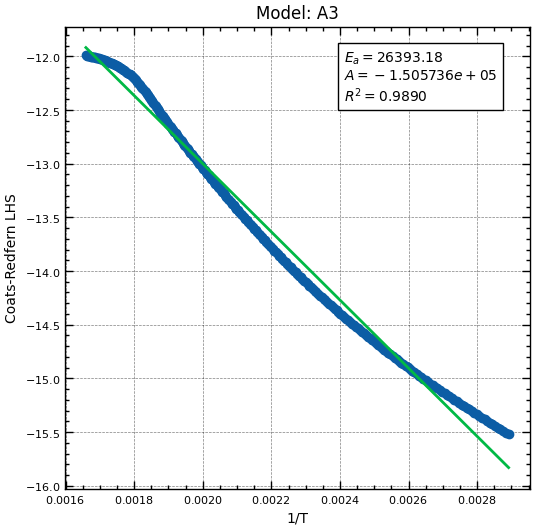 Model: A3
E_a = 26393.18
A = −1.505736e + 05
R² = 0.9890
Coats-Redfern LHS
−12.0
−12.5
−13.0
−13.5
−14.0
−14.5
−15.0
−15.5
−16.0
0.0016 0.0018 0.0020 0.0022 0.0024 0.0026 0.0028
1/T